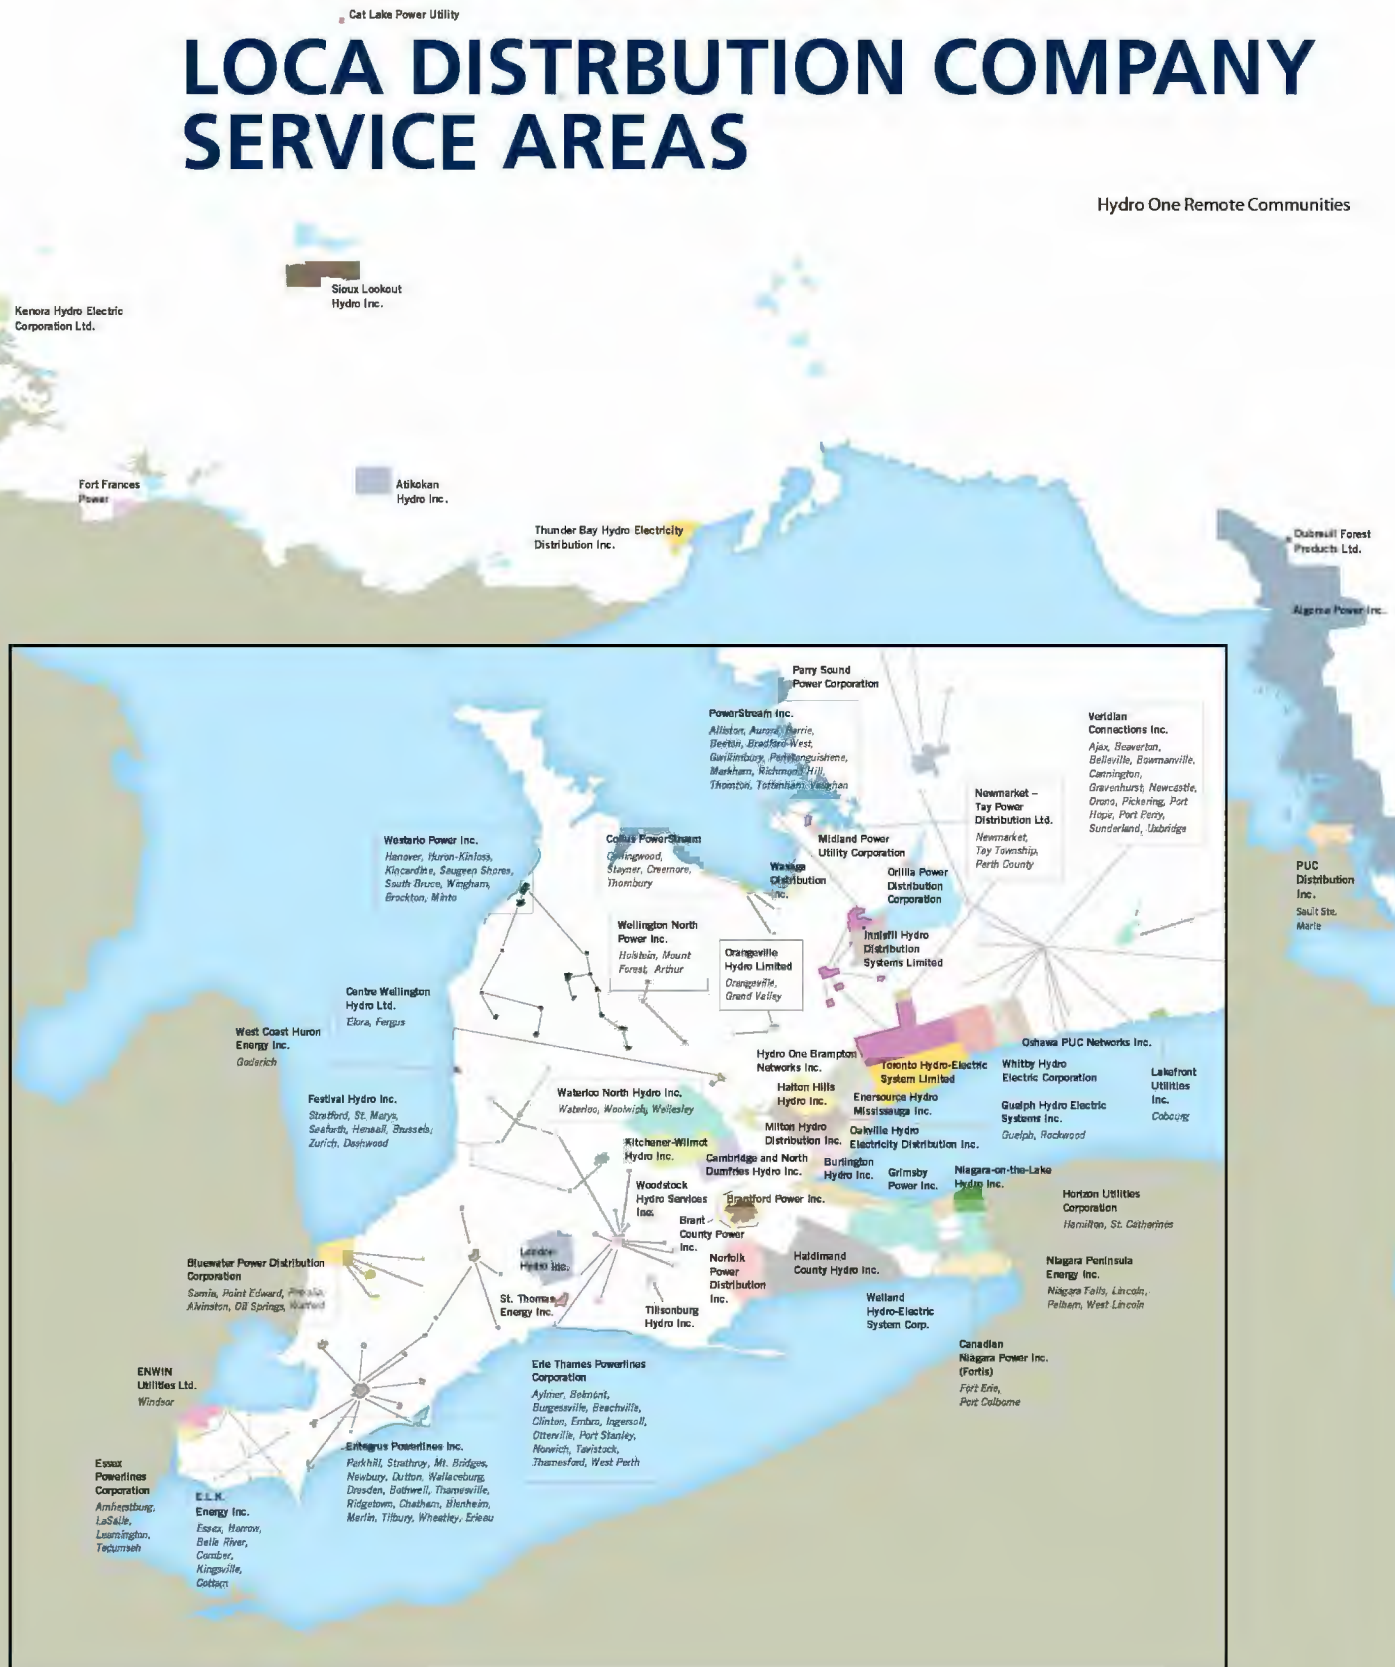 Cat Lake Power Utility
LOCA DISTRBUTION COMPANY
SERVICE AREAS
Hydro One Remote Communities
Sioux Lookout
Hydro Inc.
Kenora Hydro Electric
Corporation Ltd.
Fort Frances
Power
Atikokan
Hydro Inc.
Thunder Bay Hydro Electricity
Distribution Inc.
Dubreuil Forest
Products Ltd.
Algoma Power Inc.
Parry Sound
Power Corporation
PowerStream Inc.
Alliston, Aurora, Barrie,
Beeton, Bradford West,
Gwillimbury, Penetanguishene,
Markham, Richmond Hill,
Thornton, Tottenham, Vaughan
Veridian
Connections Inc.
Ajax, Beaverton,
Belleville, Bowmanville,
Cannington,
Gravenhurst, Newcastle,
Orono, Pickering, Port
Hope, Port Perry,
Sunderland, Uxbridge
Newmarket –
Tay Power
Distribution Ltd.
Newmarket,
Tay Township,
Perth County
Westario Power Inc.
Hanover, Huron-Kinloss,
Kincardine, Saugeen Shores,
South Bruce, Wingham,
Brockton, Minto
Collus PowerStream
Collingwood,
Stayner, Creemore,
Thornbury
Midland Power
Utility Corporation
Wasaga
Distribution
Inc.
Orillia Power
Distribution
Corporation
PUC
Distribution
Inc.
Sault Ste.
Marie
Wellington North
Power Inc.
Holstein, Mount
Forest, Arthur
Orangeville
Hydro Limited
Orangeville,
Grand Valley
Innisfil Hydro
Distribution
Systems Limited
Centre Wellington
Hydro Ltd.
Elora, Fergus
West Coast Huron
Energy Inc.
Goderich
Oshawa PUC Networks Inc.
Hydro One Brampton
Networks Inc.
Toronto Hydro-Electric
System Limited
Whitby Hydro
Electric Corporation
Lakefront
Utilities
Inc.
Cobourg
Festival Hydro Inc.
Stratford, St. Marys,
Seaforth, Hensall, Brussels,
Zurich, Dashwood
Waterloo North Hydro Inc.
Waterloo, Woolwich, Wellesley
Halton Hills
Hydro Inc.
Enersource Hydro
Mississauga Inc.
Guelph Hydro Electric
Systems Inc.
Guelph, Rockwood
Milton Hydro
Distribution Inc.
Oakville Hydro
Electricity Distribution Inc.
Kitchener-Wilmot
Hydro Inc.
Cambridge and North
Dumfries Hydro Inc.
Burlington
Hydro Inc.
Grimsby
Power Inc.
Niagara-on-the-Lake
Hydro Inc.
Woodstock
Hydro Services
Inc.
Brantford Power Inc.
Horizon Utilities
Corporation
Hamilton, St. Catharines
Brant
County Power
Inc.
London
Hydro Inc.
Norfolk
Power
Distribution
Inc.
Haldimand
County Hydro Inc.
Niagara Peninsula
Energy Inc.
Niagara Falls, Lincoln,
Pelham, West Lincoln
Bluewater Power Distribution
Corporation
Sarnia, Point Edward, Petrolia,
Alvinston, Oil Springs, Warwick
St. Thomas
Energy Inc.
Tillsonburg
Hydro Inc.
Welland
Hydro-Electric
System Corp.
Canadian
Niagara Power Inc.
(Fortis)
Fort Erie,
Port Colborne
ENWIN
Utilities Ltd.
Windsor
Erie Thames Powerlines
Corporation
Aylmer, Belmont,
Burgessville, Beachville,
Clinton, Embro, Ingersoll,
Otterville, Port Stanley,
Norwich, Tavistock,
Thamesford, West Perth
Entegrus Powerlines Inc.
Parkhill, Strathroy, Mt. Bridges,
Newbury, Dutton, Wallaceburg,
Dresden, Bothwell, Thamesville,
Ridgetown, Chatham, Blenheim,
Merlin, Tilbury, Wheatley, Erieau
Essex
Powerlines
Corporation
Amherstburg,
LaSalle,
Leamington,
Tecumseh
E.L.K.
Energy Inc.
Essex, Harrow,
Belle River,
Comber,
Kingsville,
Cottam